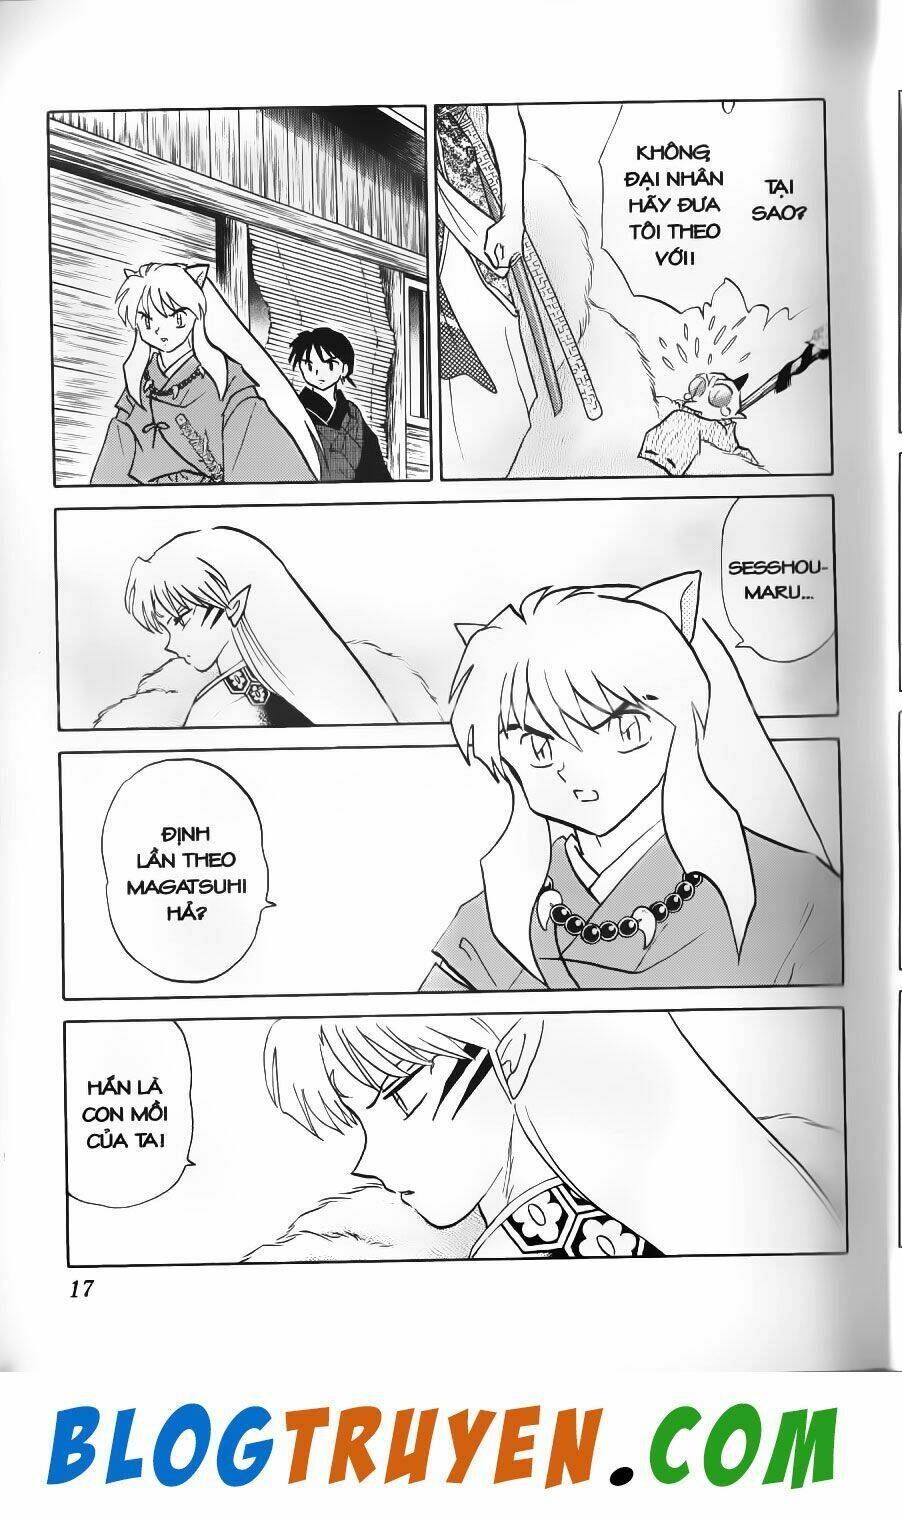 TẠI
SAO?
KHÔNG,
ĐẠI NHÂN
HÃY ĐƯA
TÔI THEO
VỚI!
SESSHOU-
MARU...
ĐỊNH
LẦN THEO
MAGATSUHI
HẢ?
HẮN LÀ
CON MỒI
CỦA TA!
17
BLOGTRUYEN.COM